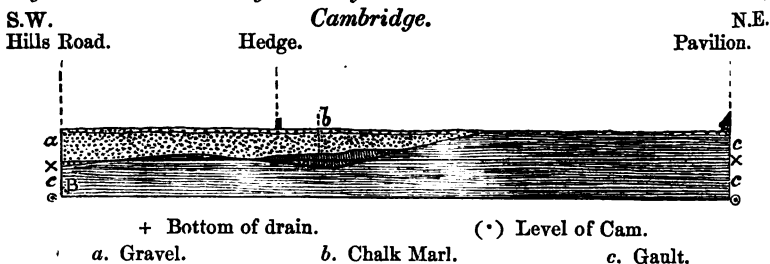 Cambridge.
S.W. N.E.
Hills Road. Hedge. Pavilion.
b
a c
× ×
c B c
+ Bottom of drain. (·) Level of Cam.
a. Gravel. b. Chalk Marl. c. Gault.